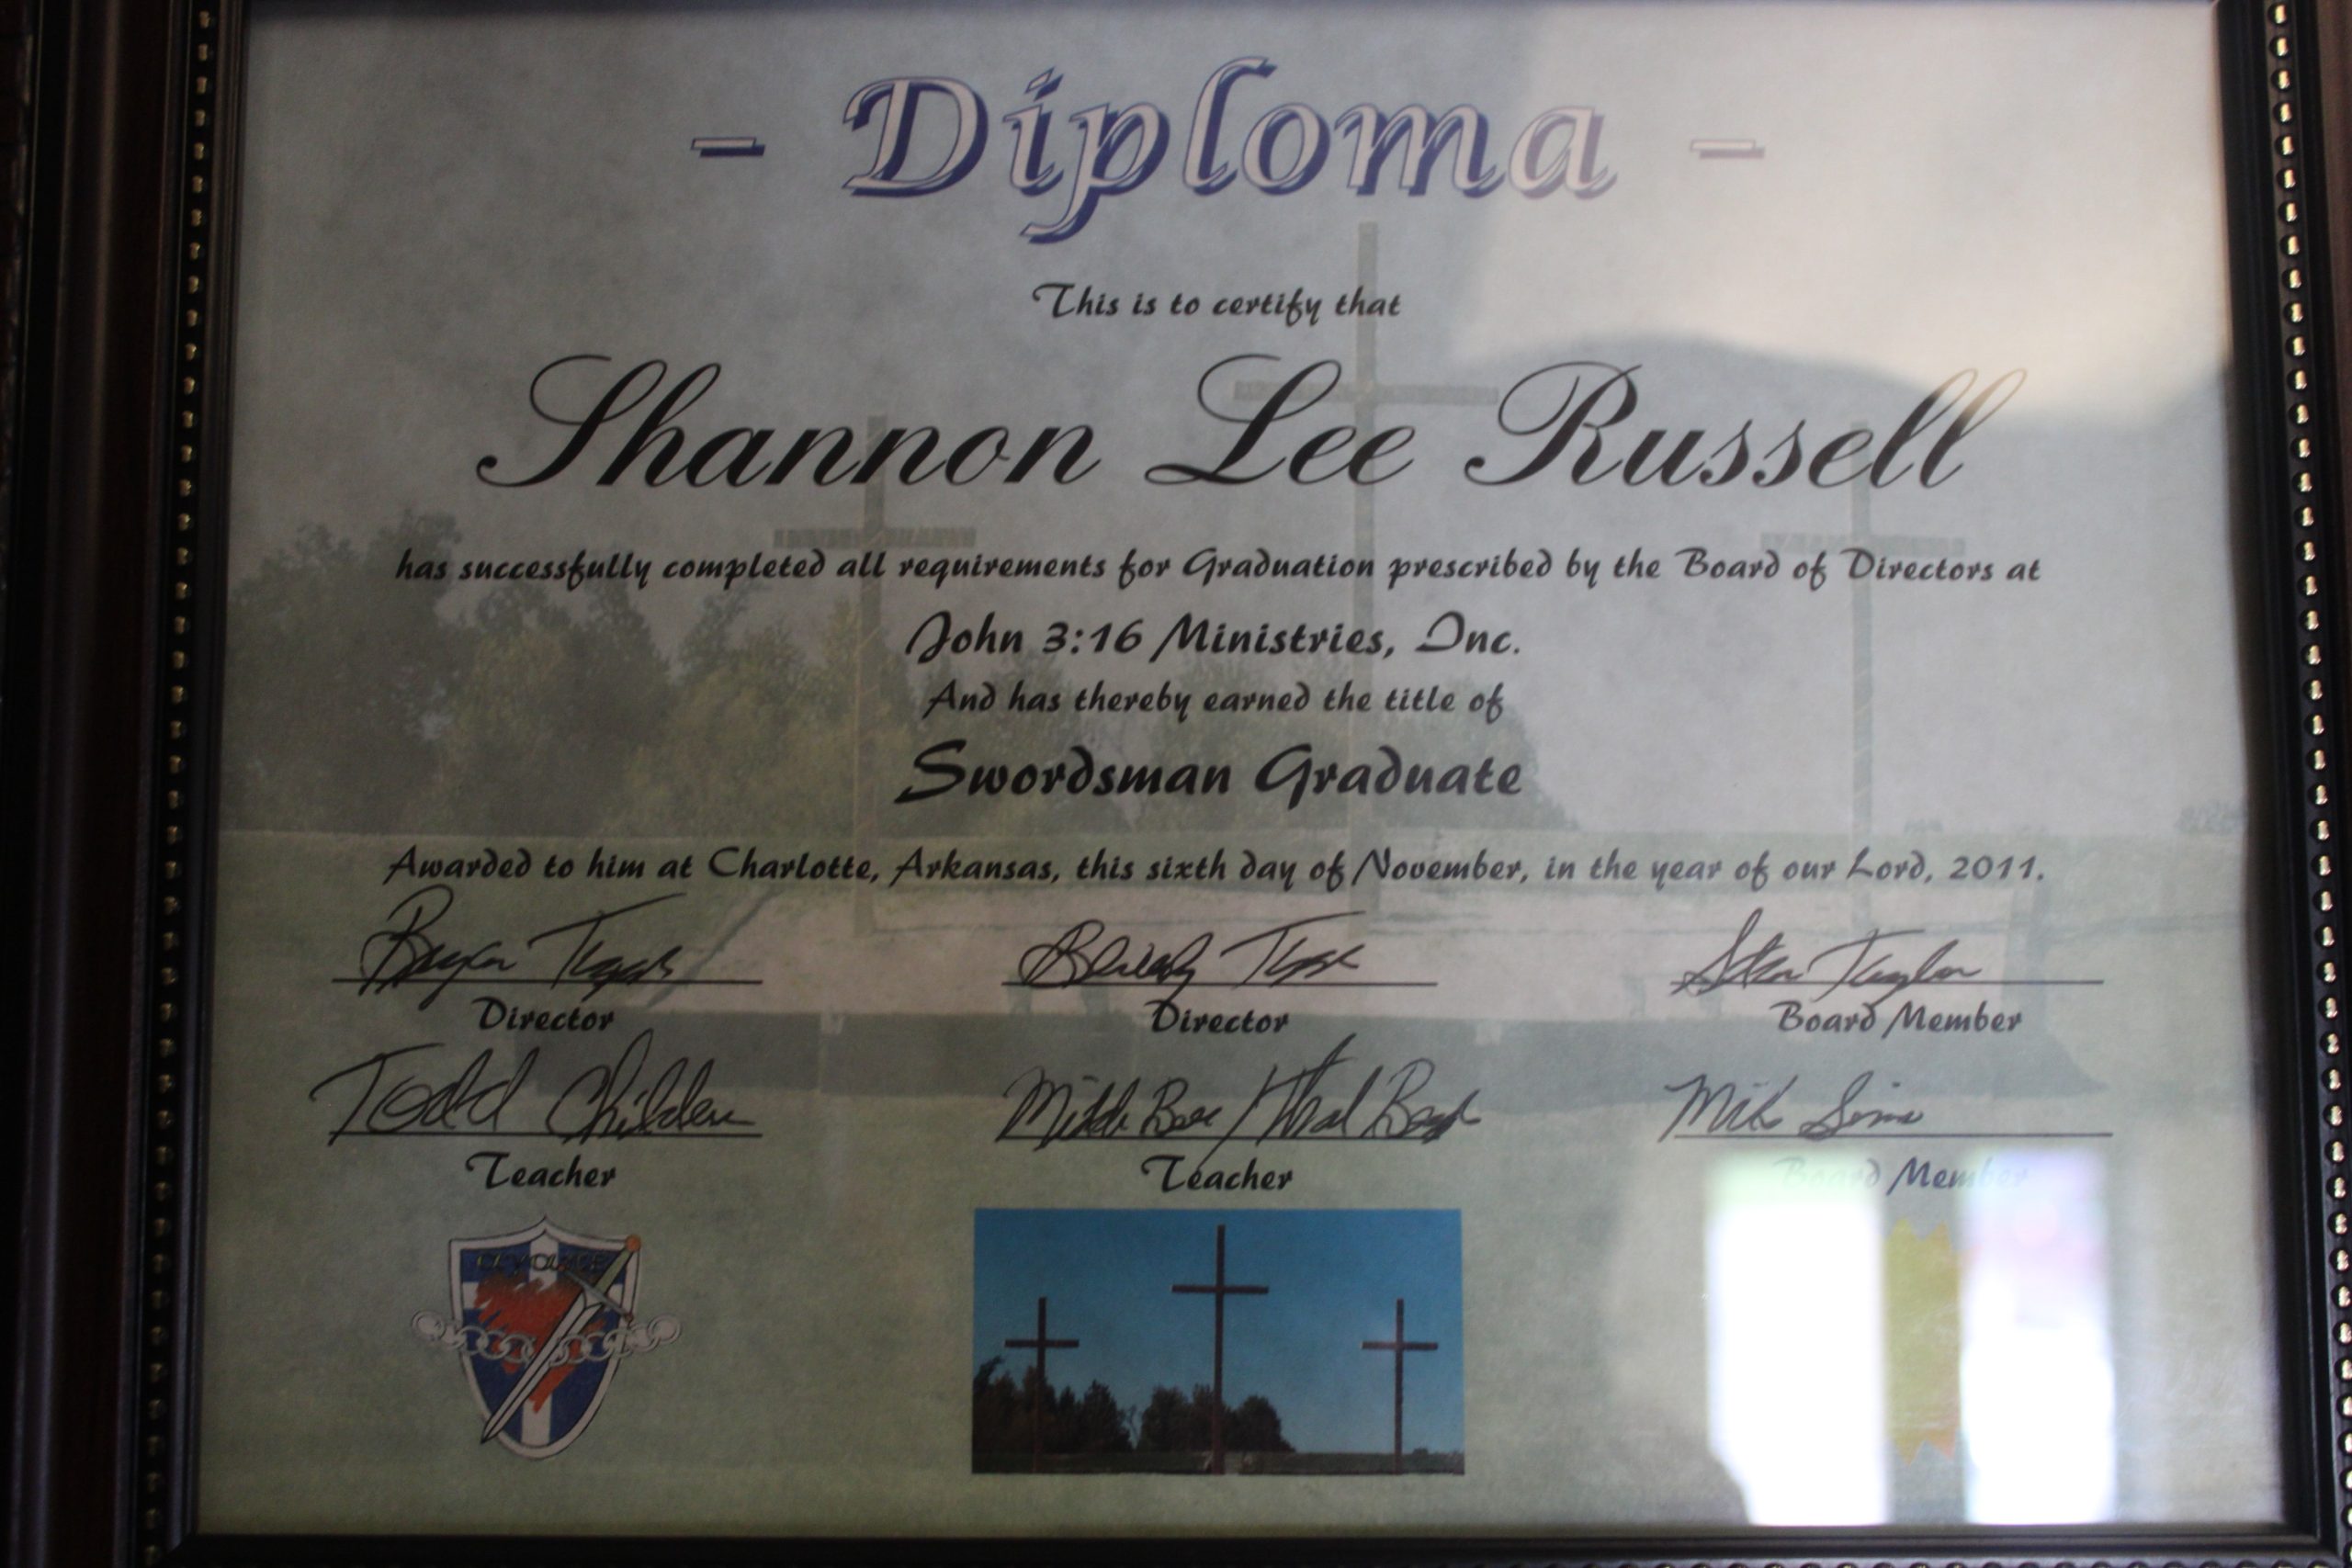 - Diploma -
This is to certify that
Shannon Lee Russell
has successfully completed all requirements for Graduation prescribed by the Board of Directors at
John 3:16 Ministries, Inc.
And has thereby earned the title of
Swordsman Graduate
Awarded to him at Charlotte, Arkansas, this sixth day of November, in the year of our Lord, 2011.
Director Director Board Member
Todd
Teacher Teacher Board Member